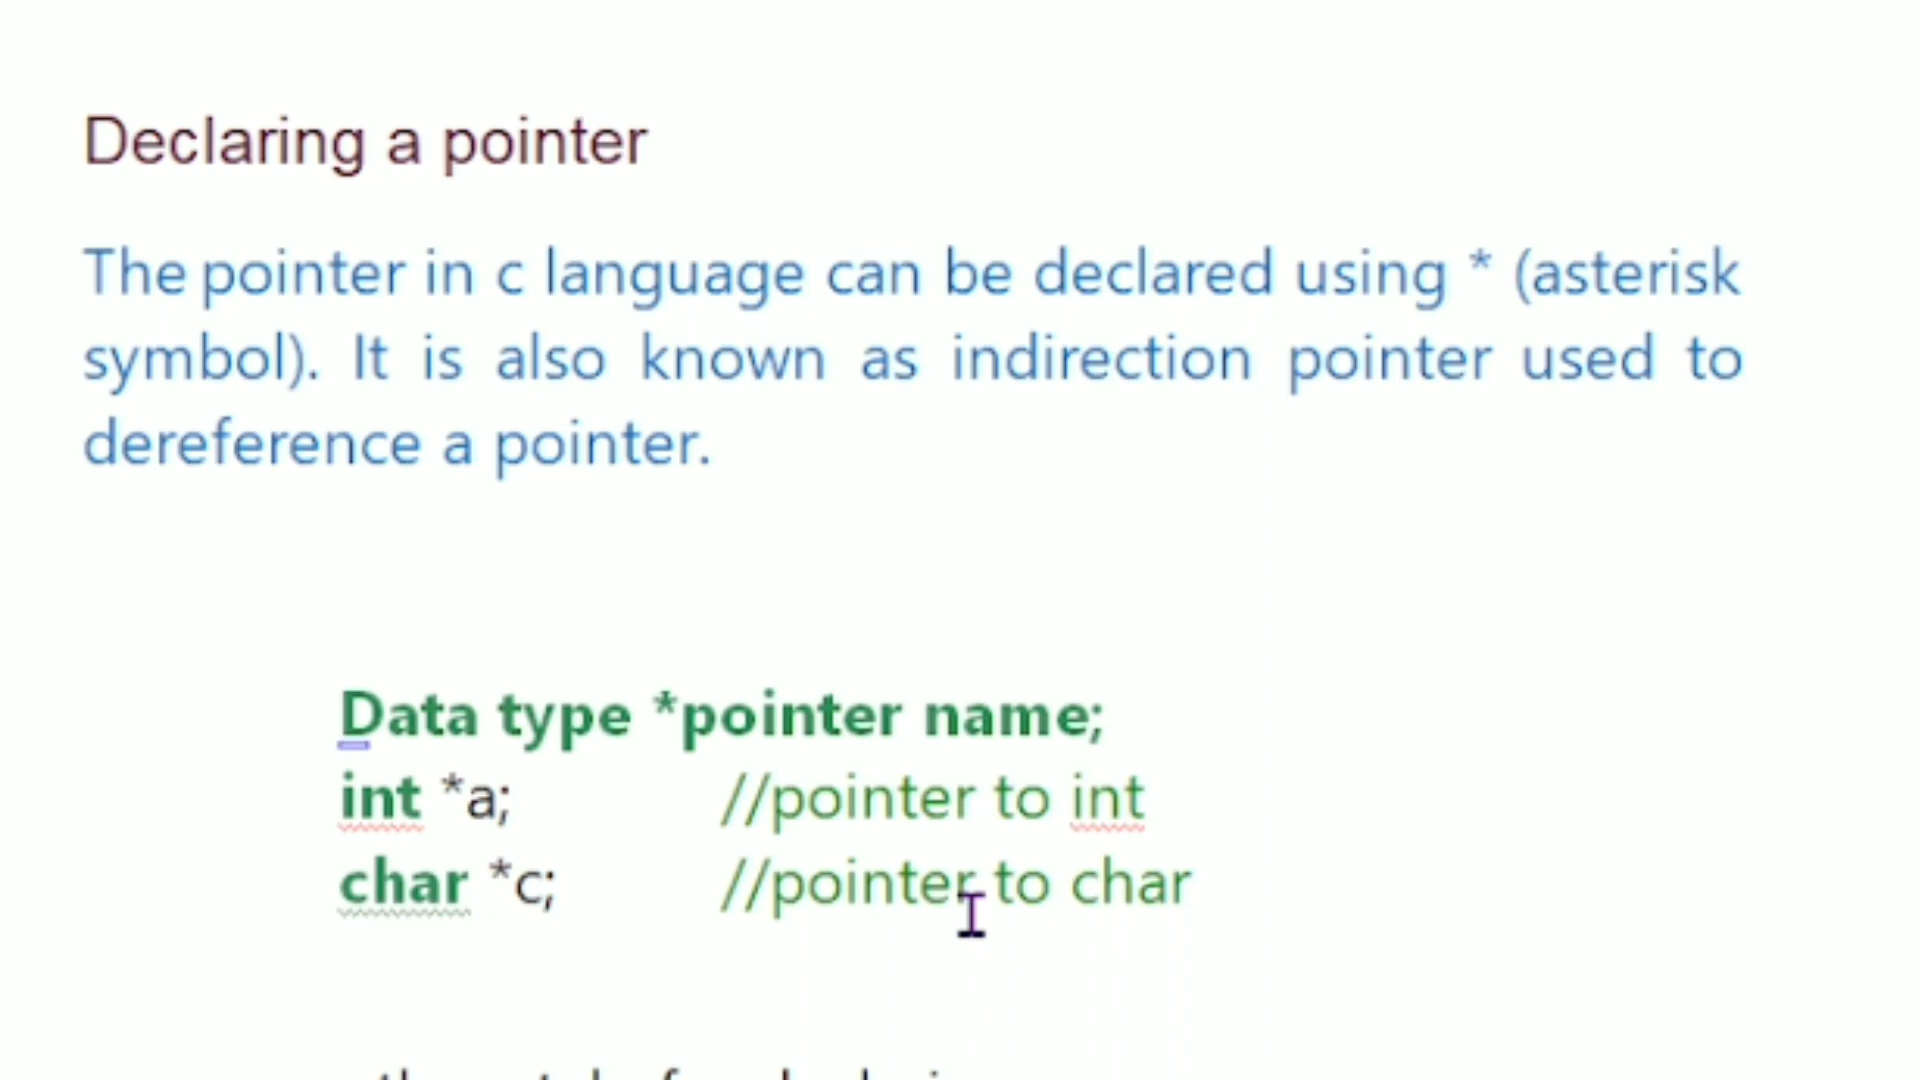 Declaring a pointer
The pointer in c language can be declared using * (asterisk
symbol). It is also known as indirection pointer used to
dereference a pointer.
Data type *pointer name;
int *a; //pointer to int
char *c; //pointer to char